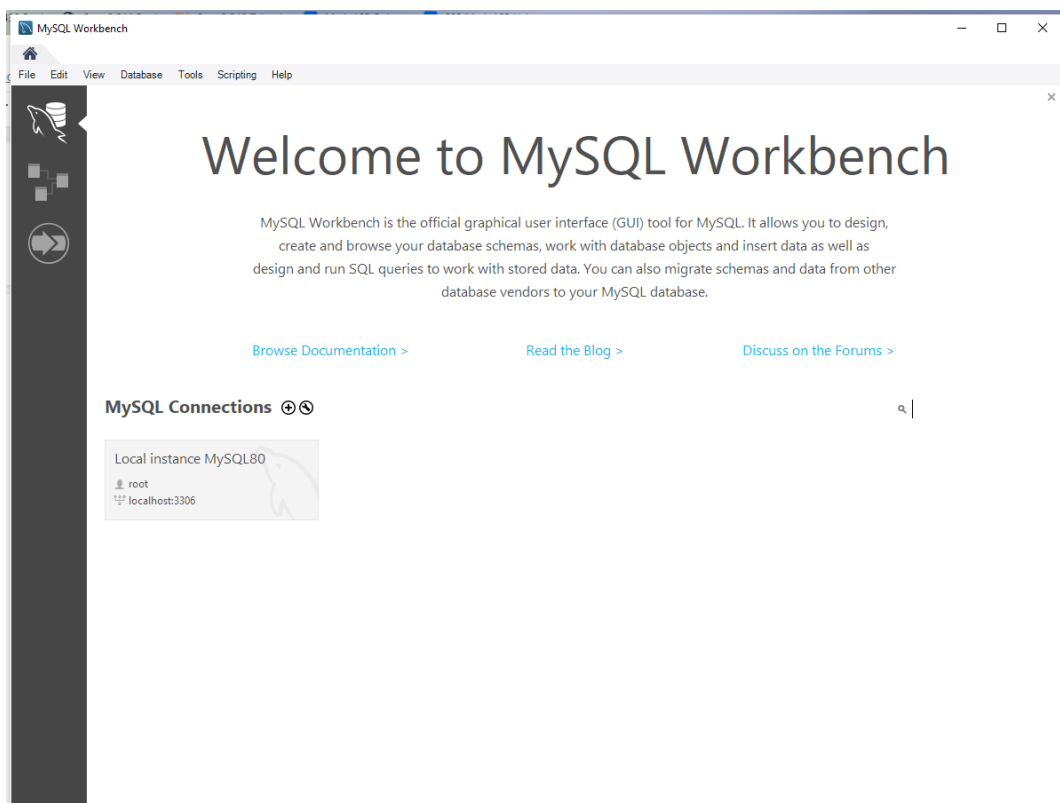 MySQL Workbench
File Edit View Database Tools Scripting Help
Welcome to MySQL Workbench
MySQL Workbench is the official graphical user interface (GUI) tool for MySQL. It allows you to design,
create and browse your database schemas, work with database objects and insert data as well as
design and run SQL queries to work with stored data. You can also migrate schemas and data from other
database vendors to your MySQL database.
Browse Documentation > Read the Blog > Discuss on the Forums >
MySQL Connections
Local instance MySQL80
root
localhost:3306